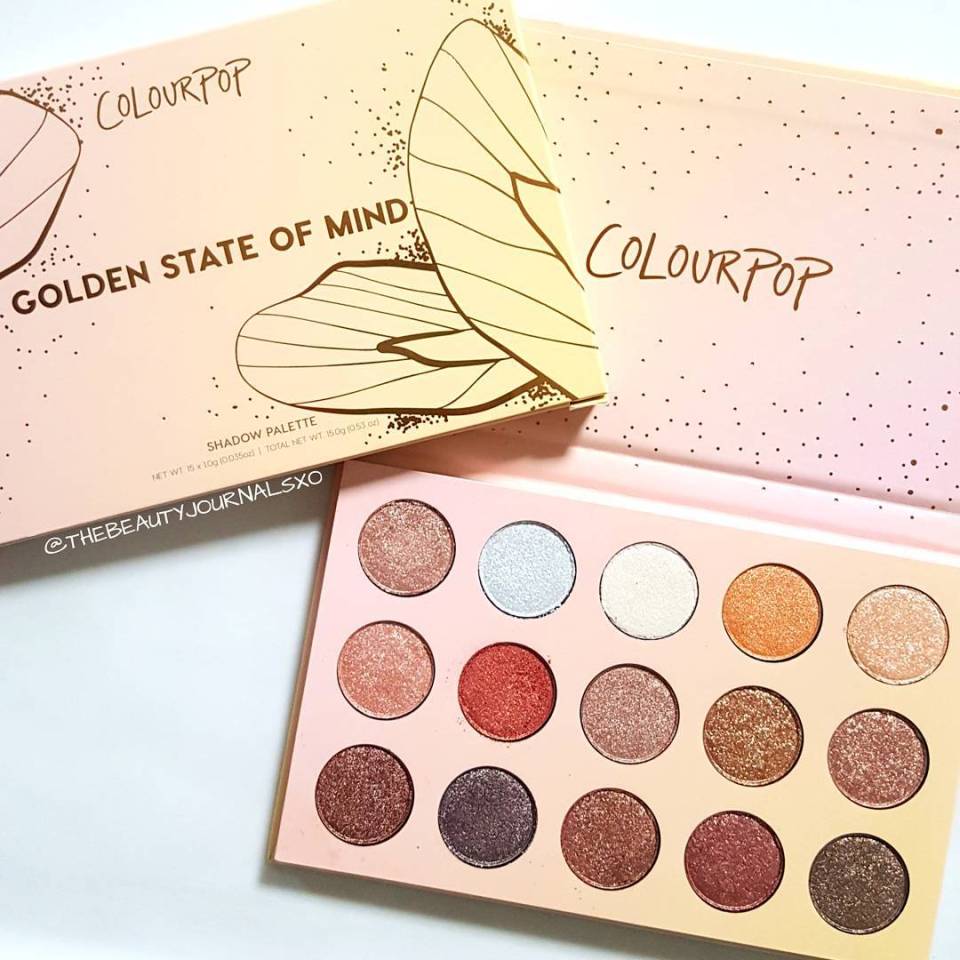 COLOURPOP
GOLDEN STATE OF MIND
SHADOW PALETTE
NET WT. 15 x 1.0g (0.035oz) | TOTAL NET WT. 15.0g (0.53 oz)
@THEBEAUTYJOURNALSXO
COLOURPOP